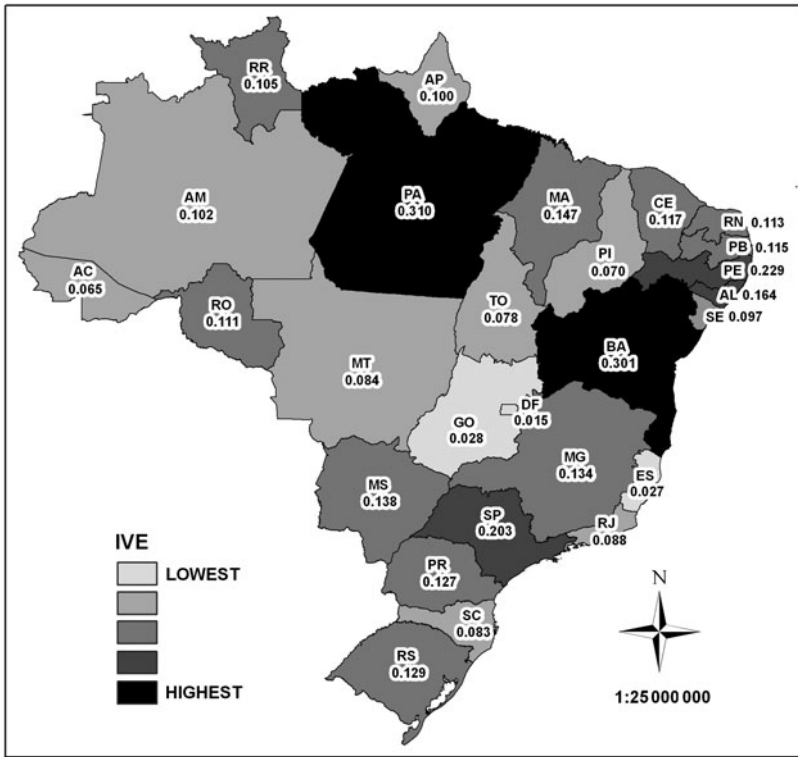 RR
0.105
AP
0.100
AM
0.102
PA
0.310
MA
0.147
CE
0.117
RN 0.113
PB 0.115
PI
0.070
PE 0.229
AC
0.065
AL 0.164
RO
0.111
TO
0.078
SE 0.097
BA
0.301
MT
0.084
DF
0.015
GO
0.028
MG
0.134
ES
0.027
MS
0.138
SP
0.203
RJ
0.088
PR
0.127
SC
0.083
RS
0.129
IVE
LOWEST
HIGHEST
N
1:25 000 000